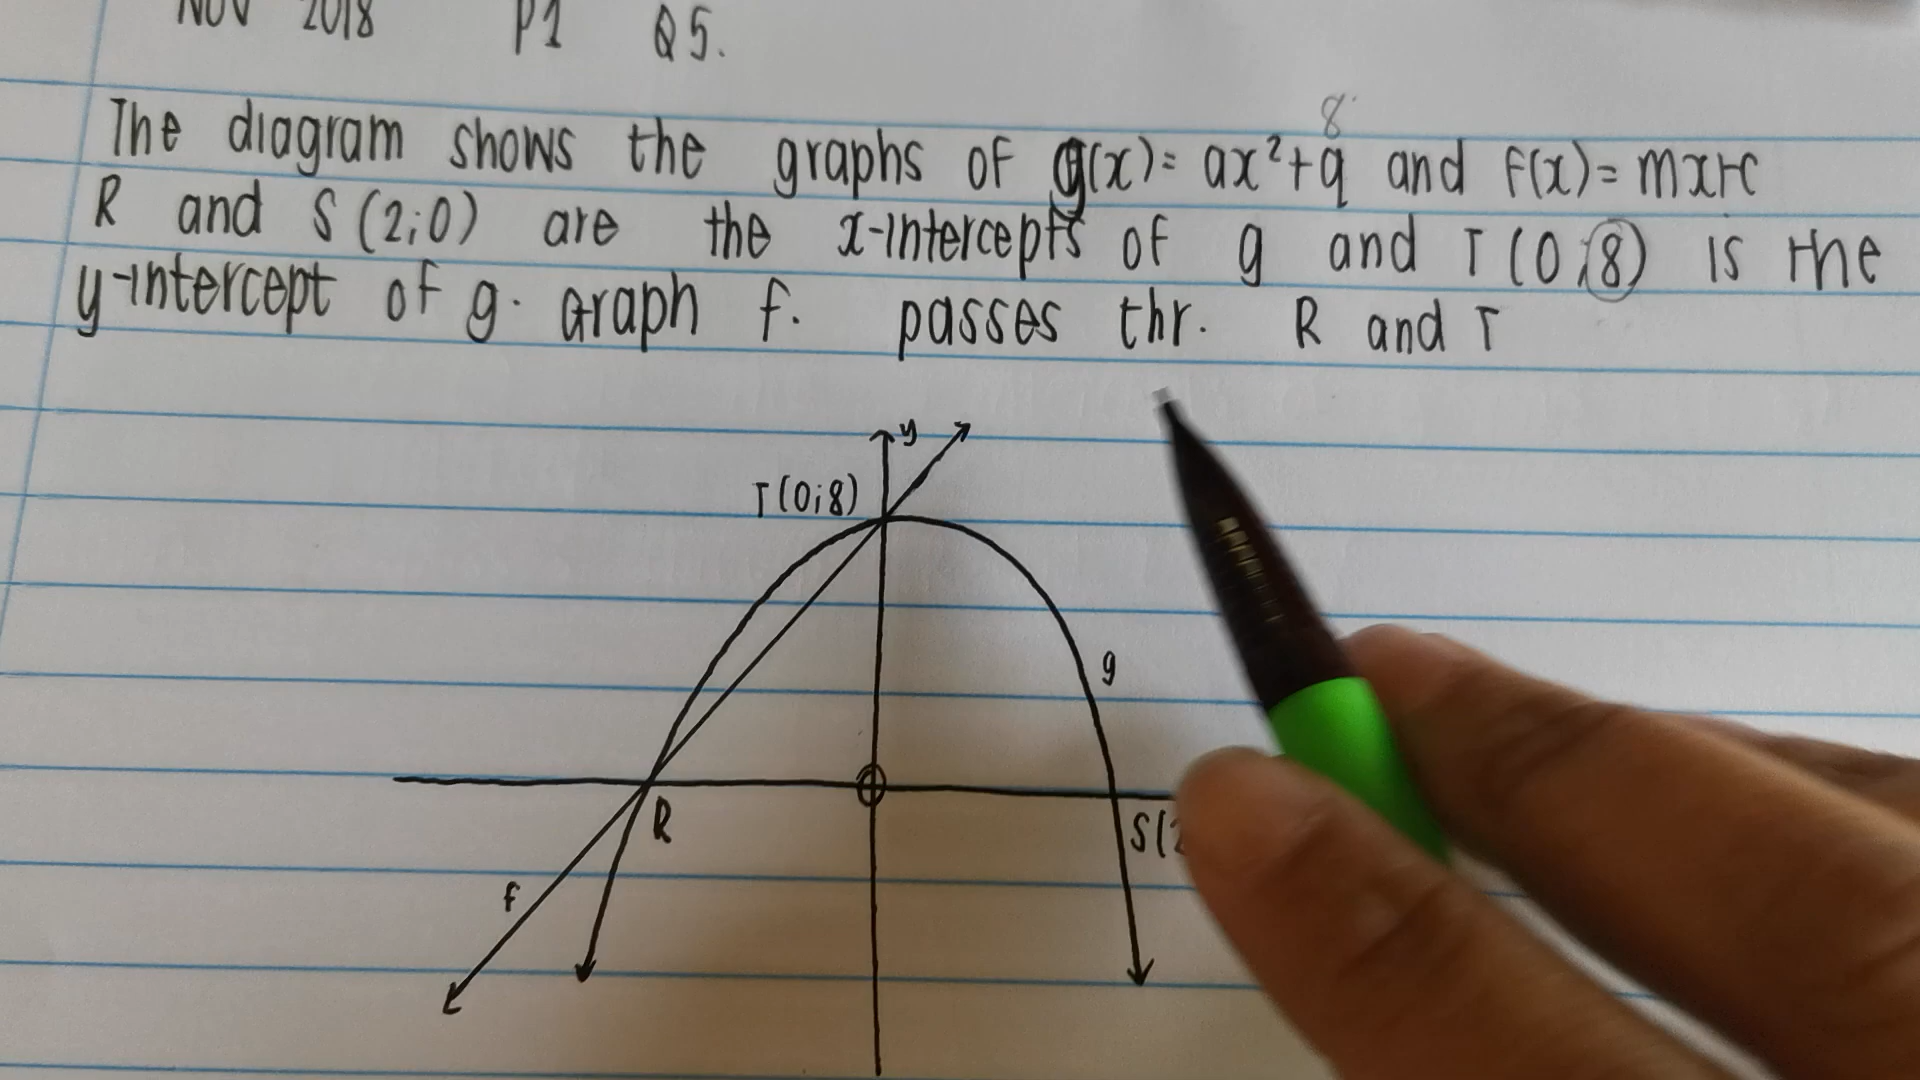 NOV 2018 P1 Q5.
8
The diagram shows the graphs of g(x)= ax²+q and f(x)= mx+c
R and S (2;0) are the x-intercepts of g and T (0;8) is the
y-intercept of g. Graph f. passes thr. R and T
y
T(0;8)
g
R
S(2
f